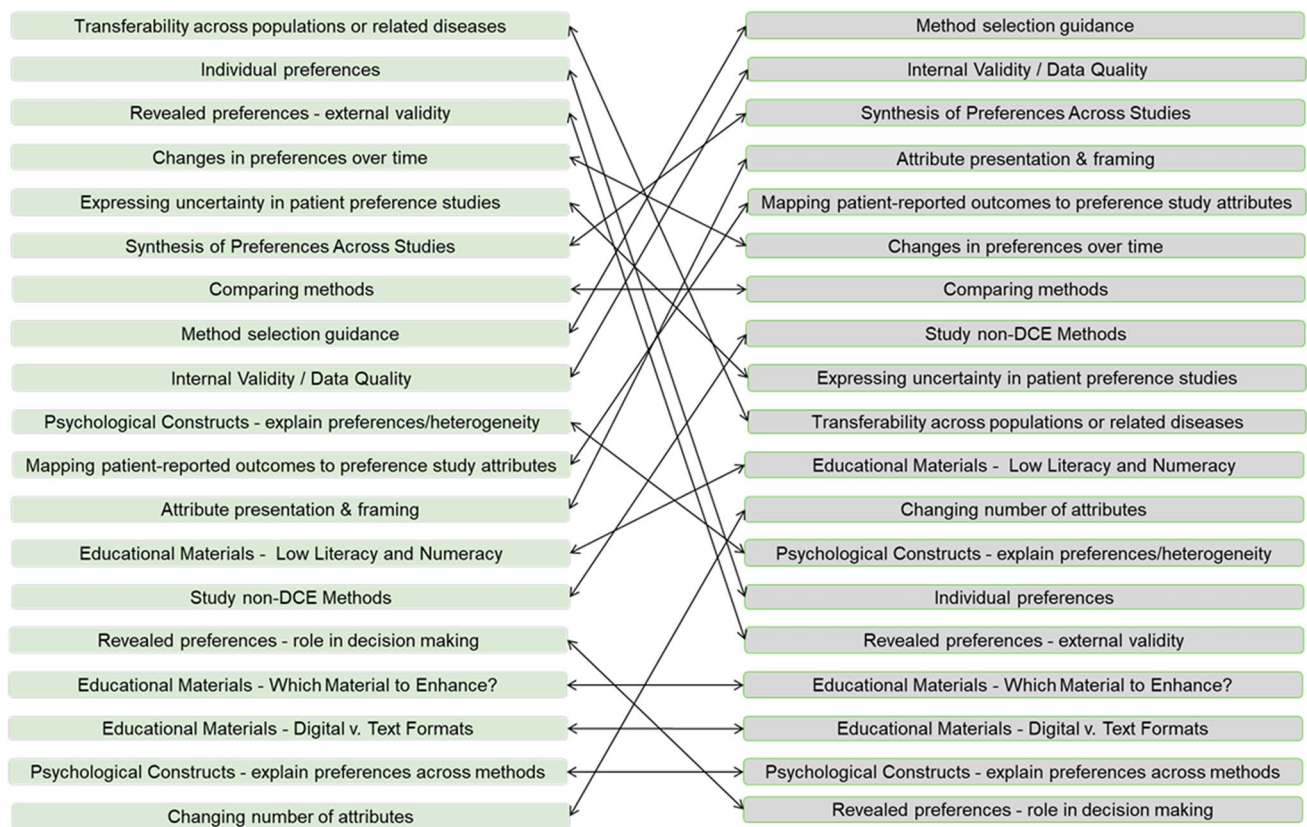 Transferability across populations or related diseases
Individual preferences
Revealed preferences - external validity
Changes in preferences over time
Expressing uncertainty in patient preference studies
Synthesis of Preferences Across Studies
Comparing methods
Method selection guidance
Internal Validity / Data Quality
Psychological Constructs - explain preferences/heterogeneity
Mapping patient-reported outcomes to preference study attributes
Attribute presentation & framing
Educational Materials - Low Literacy and Numeracy
Study non-DCE Methods
Revealed preferences - role in decision making
Educational Materials - Which Material to Enhance?
Educational Materials - Digital v. Text Formats
Psychological Constructs - explain preferences across methods
Changing number of attributes
Method selection guidance
Internal Validity / Data Quality
Synthesis of Preferences Across Studies
Attribute presentation & framing
Mapping patient-reported outcomes to preference study attributes
Changes in preferences over time
Comparing methods
Study non-DCE Methods
Expressing uncertainty in patient preference studies
Transferability across populations or related diseases
Educational Materials - Low Literacy and Numeracy
Changing number of attributes
Psychological Constructs - explain preferences/heterogeneity
Individual preferences
Revealed preferences - external validity
Educational Materials - Which Material to Enhance?
Educational Materials - Digital v. Text Formats
Psychological Constructs - explain preferences across methods
Revealed preferences - role in decision making